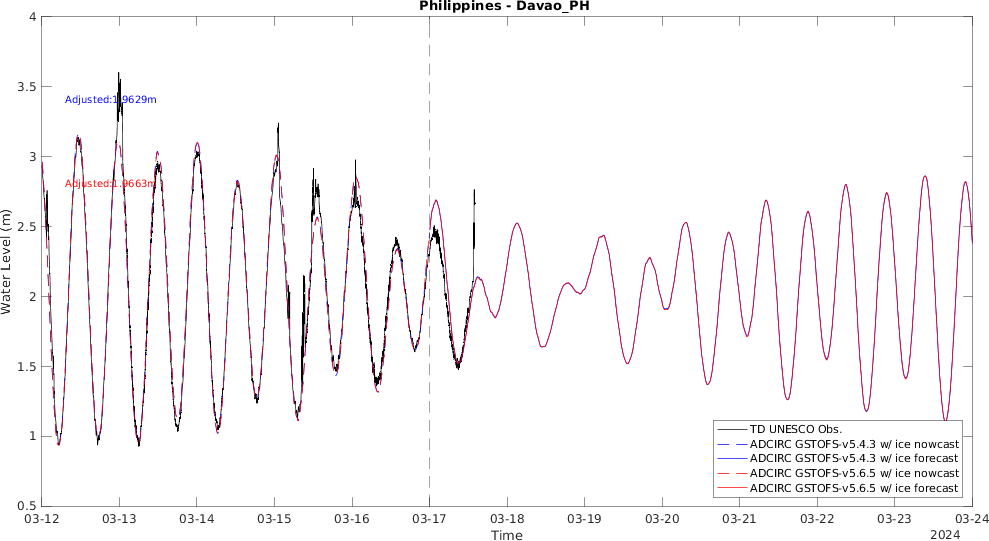 Philippines - Davao_PH
4
3.5
3
2.5
2
1.5
1
0.5
Water Level (m)
Adjusted:1.9629m
Adjusted:1.9663m
TD UNESCO Obs.
ADCIRC GSTOFS-v5.4.3 w/ ice nowcast
ADCIRC GSTOFS-v5.4.3 w/ ice forecast
ADCIRC GSTOFS-v5.6.5 w/ ice nowcast
ADCIRC GSTOFS-v5.6.5 w/ ice forecast
03-12 03-13 03-14 03-15 03-16 03-17 03-18 03-19 03-20 03-21 03-22 03-23 03-24
Time
2024